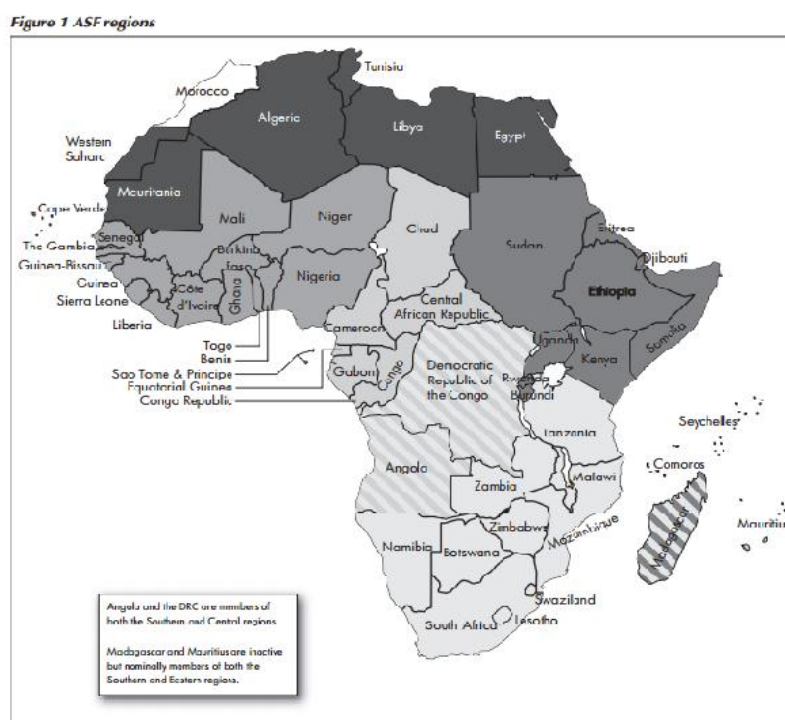 Figure 1 ASF regions
Morocco
Tunisia
Algeria
Libya
Egypt
Western
Sahara
Mauritania
Cape Verde
Mali
Niger
Chad
Sudan
Eritrea
Senegal
The Gambia
Djibouti
Burkina
Faso
Guinea-Bissau
Nigeria
Ethiopia
Guinea
Côte
d'Ivoire
Ghana
Sierra Leone
Central
African Republic
Somalia
Liberia
Cameroon
Togo
Benin
Uganda
Kenya
Sao Tome & Principe
Gabon
Congo
Democratic
Republic of
the Congo
Equatorial Guinea
Rwanda
Congo Republic
Burundi
Seychelles
Tanzania
Comoros
Angola
Malawi
Zambia
Mauritiu
Zimbabwe
Mozambique
Madagascar
Namibia
Botswana
Swaziland
South Africa
Lesotho
Angola and the DRC are members of
both the Southern and Central regions
Madagascar and Mauritius are inactive
but nominally members of both the
Southern and Eastern regions.